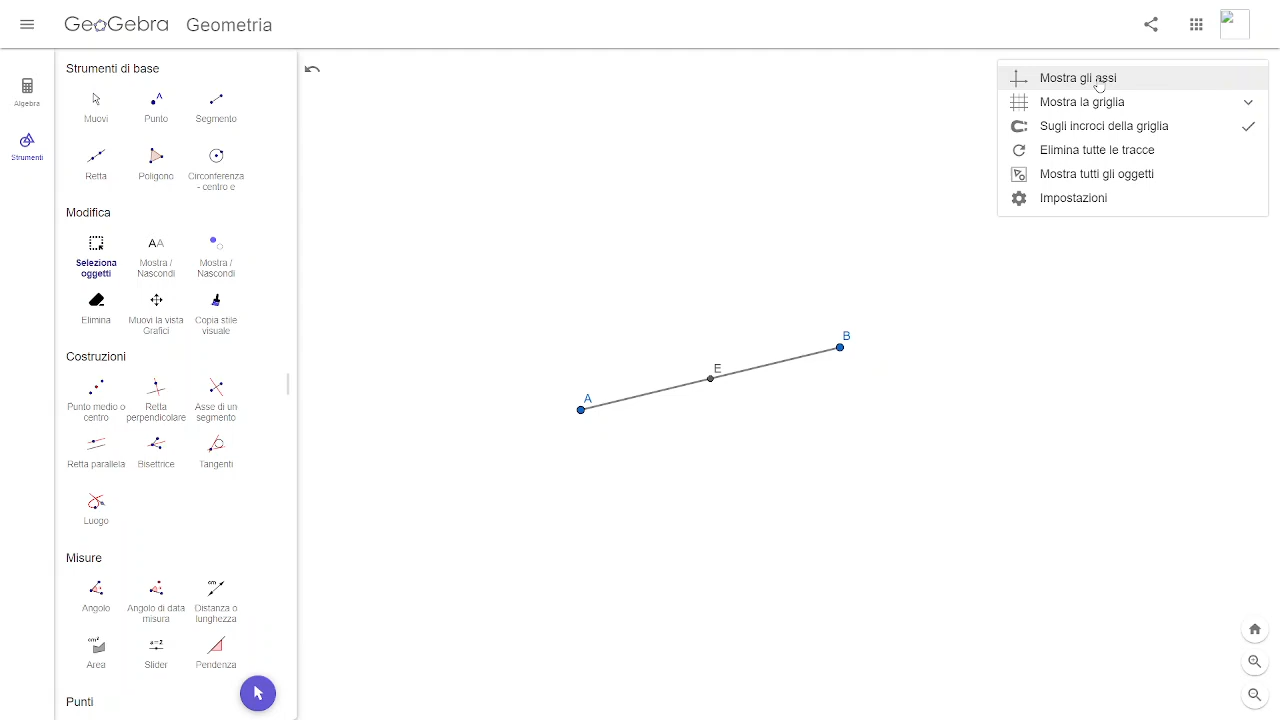 GeoGebra Geometria
Algebra
Strumenti
Strumenti di base
Muovi Punto Segmento
Retta Poligono Circonferenza
- centro e
Modifica
Seleziona
oggetti
Mostra /
Nascondi
Mostra /
Nascondi
Elimina
Muovi la vista
Grafici
Copia stile
visuale
Costruzioni
Punto medio o
centro
Retta
perpendicolare
Asse di un
segmento
Retta parallela Bisettrice Tangenti
Luogo
Misure
cm
Angolo
Angolo di data
misura
Distanza o
lunghezza
cm²
a=2
Area Slider Pendenza
Punti
A
E
B
Mostra gli assi
Mostra la griglia
Sugli incroci della griglia
Elimina tutte le tracce
Mostra tutti gli oggetti
Impostazioni